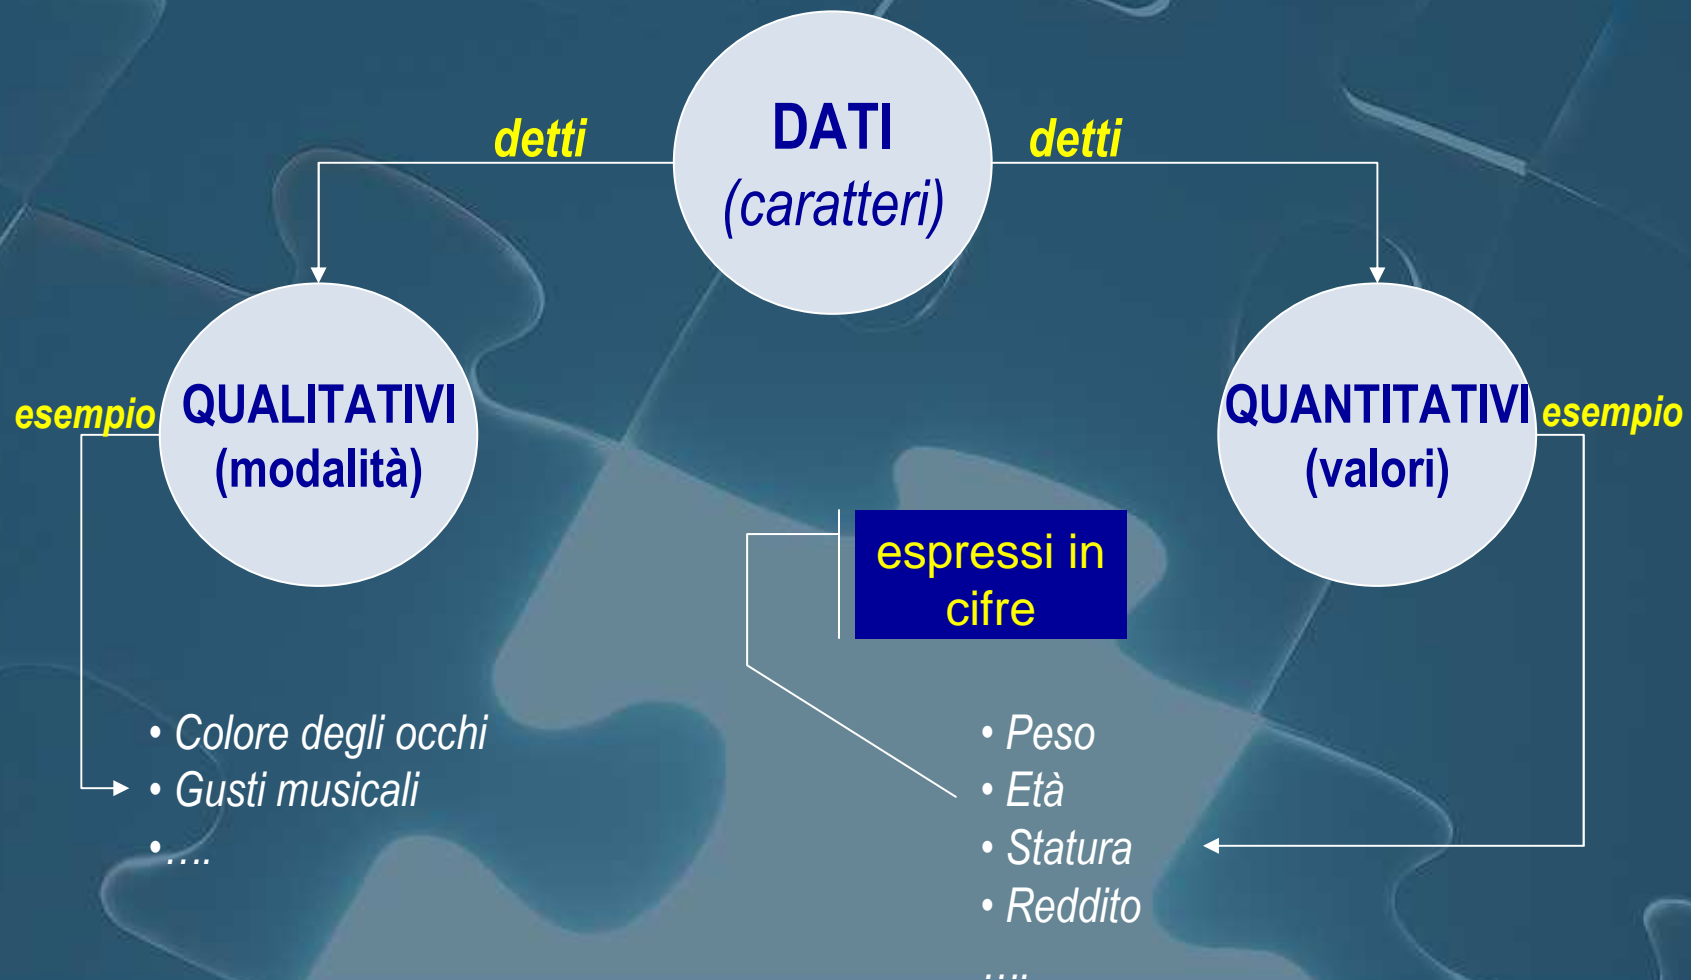 DATI
(caratteri)
detti
detti
QUALITATIVI
(modalità)
esempio
QUANTITATIVI
(valori)
esempio
espressi in
cifre
• Colore degli occhi
• Gusti musicali
•….
• Peso
• Età
• Statura
• Reddito
….